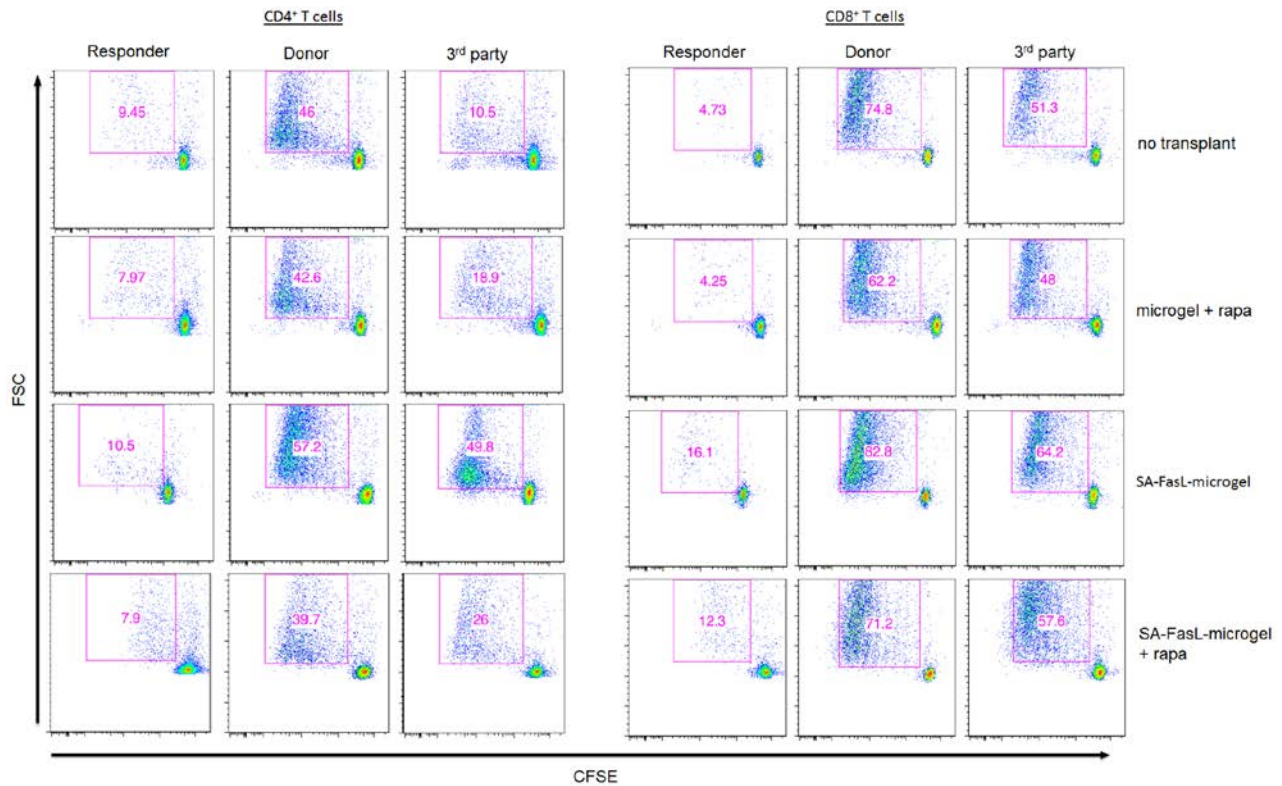 CD4⁺ T cells
CD8⁺ T cells
Responder Donor 3rd party
Responder Donor 3rd party
9.45 46 10.5 4.73 74.8 51.3
no transplant
7.97 42.6 18.9 4.25 62.2 48
microgel + rapa
10.5 57.2 49.8 16.1 82.8 64.2
SA-FasL-microgel
7.9 39.7 26 12.3 71.2 57.6
SA-FasL-microgel
+ rapa
FSC
CFSE